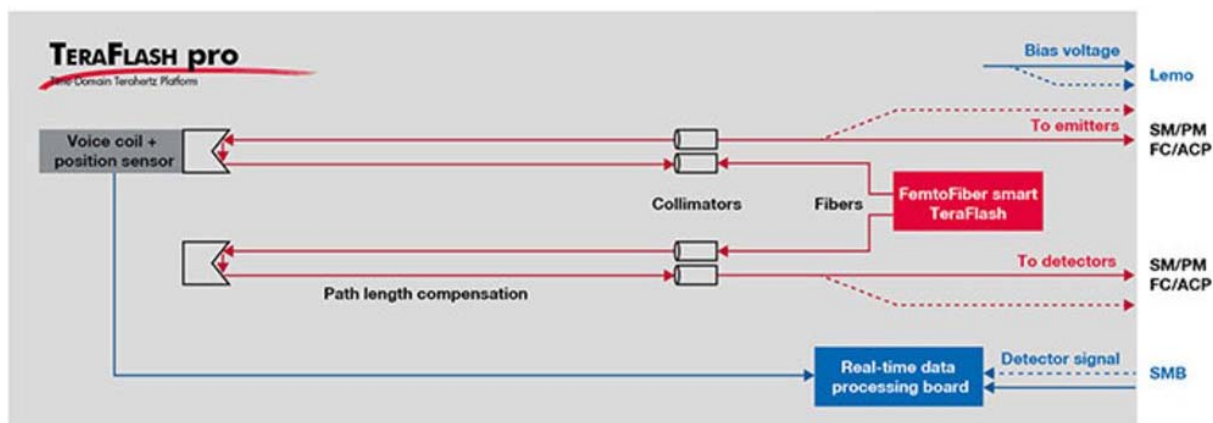 TERAFLASH pro
Time-Domain Terahertz Platform
Bias voltage
Lemo
To emitters
SM/PM
FC/ACP
Voice coil +
position sensor
Collimators
Fibers
FemtoFiber smart
TeraFlash
To detectors
SM/PM
FC/ACP
Path length compensation
Real-time data
processing board
Detector signal
SMB